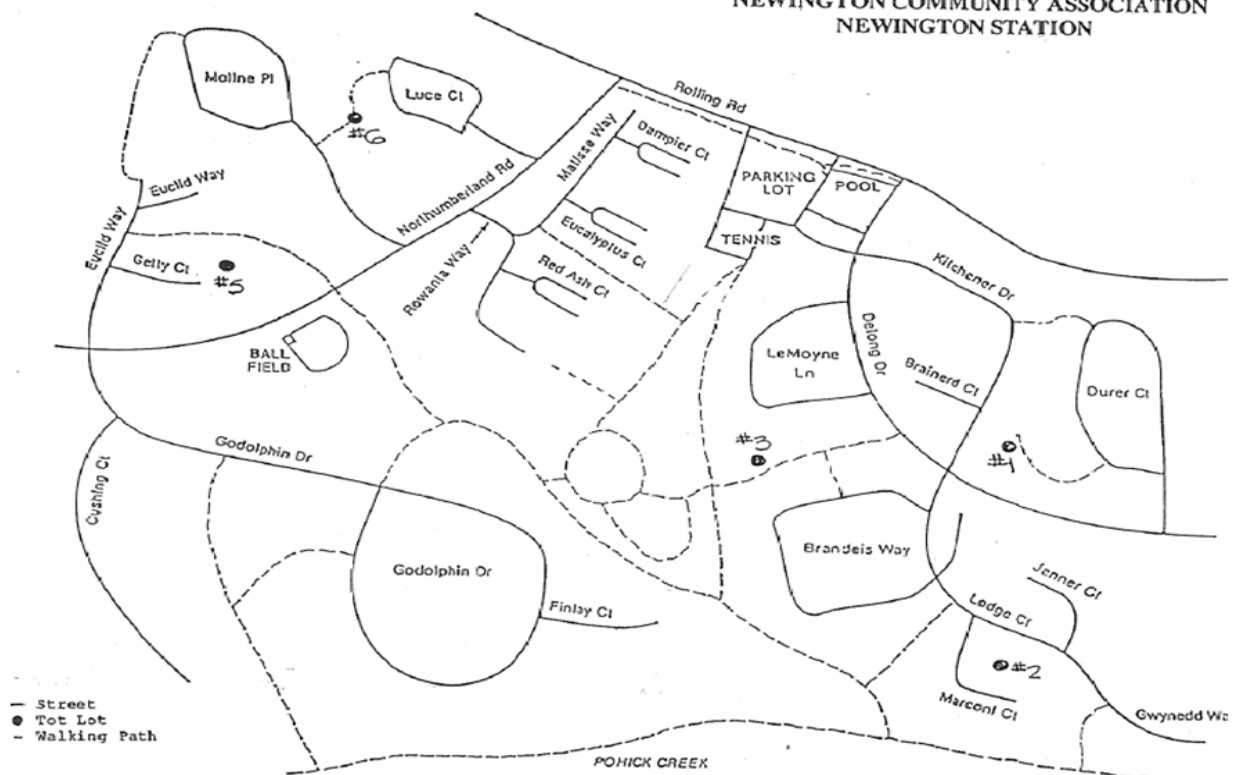 NEWINGTON COMMUNITY ASSOCIATION
NEWINGTON STATION
Rolling Rd
Maline Pl
Luce Ct
#6
Dampier Ct
Matisse Way
PARKING
LOT
POOL
Euclid Way
Northumberland Rd
Euclid Way
Eucalyptus Ct
TENNIS
Gelly Ct
#5
Rowanta Way
Red Ash Ct
Kitchener Dr
BALL
FIELD
LeMoyne
Ln
Delong Dr
Brainerd Ct
Durer Ct
#3
#1
Godolphin Dr
Cushing Ct
Brandeis Way
Godolphin Dr
Finlay Ct
Jenner Ct
Lodge Ct
#2
Marconi Ct
Gwynedd Wa
Street
Tot Lot
Walking Path
POHICK CREEK